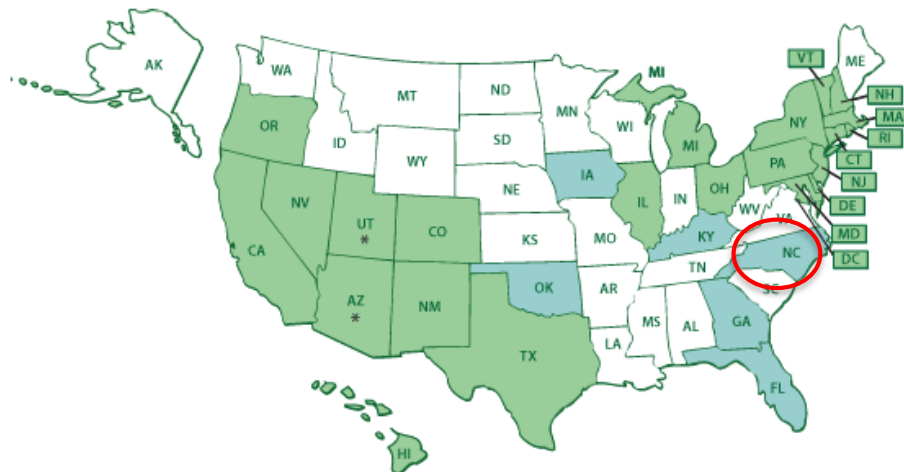 AK
WA
MT
ND
MN
MI
VT
ME
NH
OR
ID
SD
WI
NY
MA
RI
WY
MI
CT
IA
PA
NJ
NE
IL
IN
OH
DE
NV
UT
*
CO
WV
VA
MD
CA
KS
MO
KY
NC
DC
TN
AZ
*
NM
OK
AR
SC
MS
AL
GA
LA
TX
FL
HI